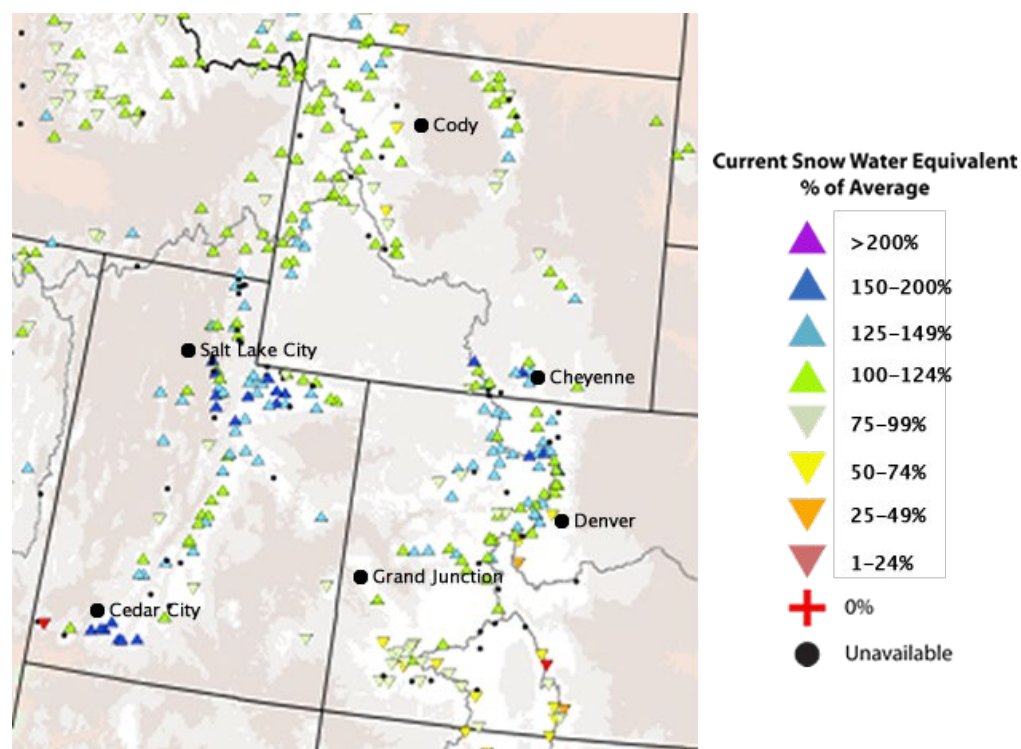 Cody
Salt Lake City
Cheyenne
Denver
Grand Junction
Cedar City
Current Snow Water Equivalent
% of Average
>200%
150-200%
125-149%
100-124%
75-99%
50-74%
25-49%
1-24%
0%
Unavailable